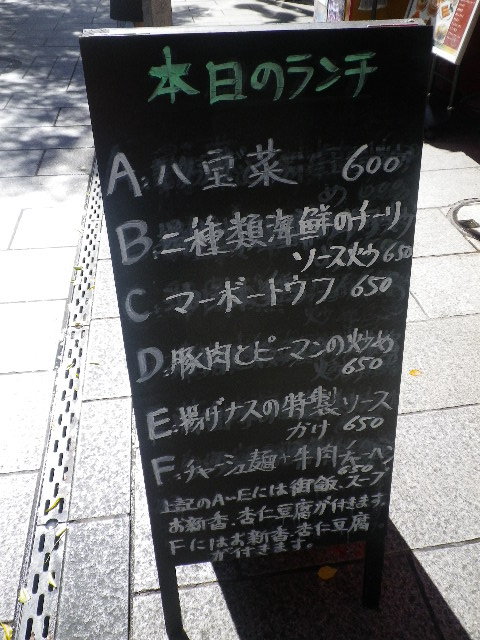 本日のランチ
A:八宝菜 600
B:二種類海鮮のチーリ
ソース炒め 650
C マーボートウフ 650
D:豚肉とピーマンの炒め
650
E:揚げナスの特製ソース
かけ 650
F:チャーシュ麺+牛肉チャーハン
650
上記のA〜Eには御飯、スープ
お新香、杏仁豆腐が付きます
Fにはお新香、杏仁豆腐
が付きます。